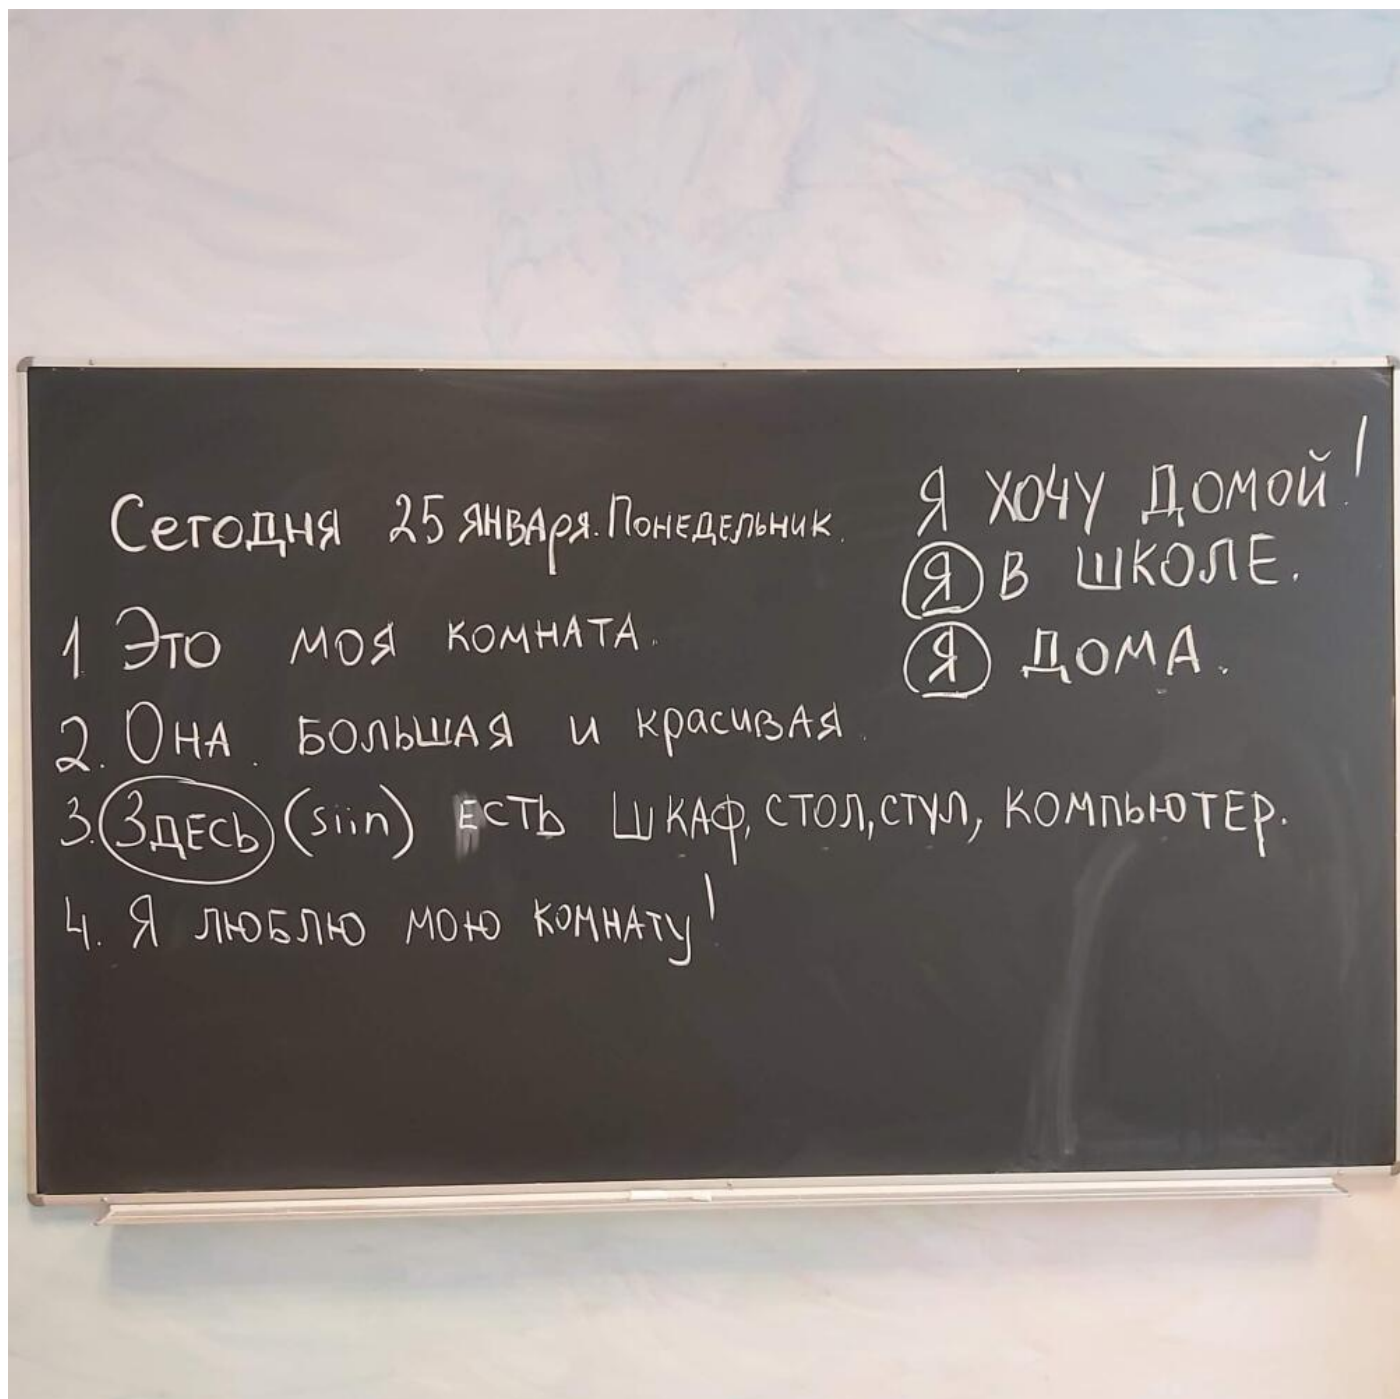 Сегодня 25 января. Понедельник.
1 Это моя комната.
2. Она большая и красивая.
3. Здесь (siin) есть шкаф, стол, стул, компьютер.
4. Я люблю мою комнату!
Я хочу домой!
Я в школе.
Я дома.